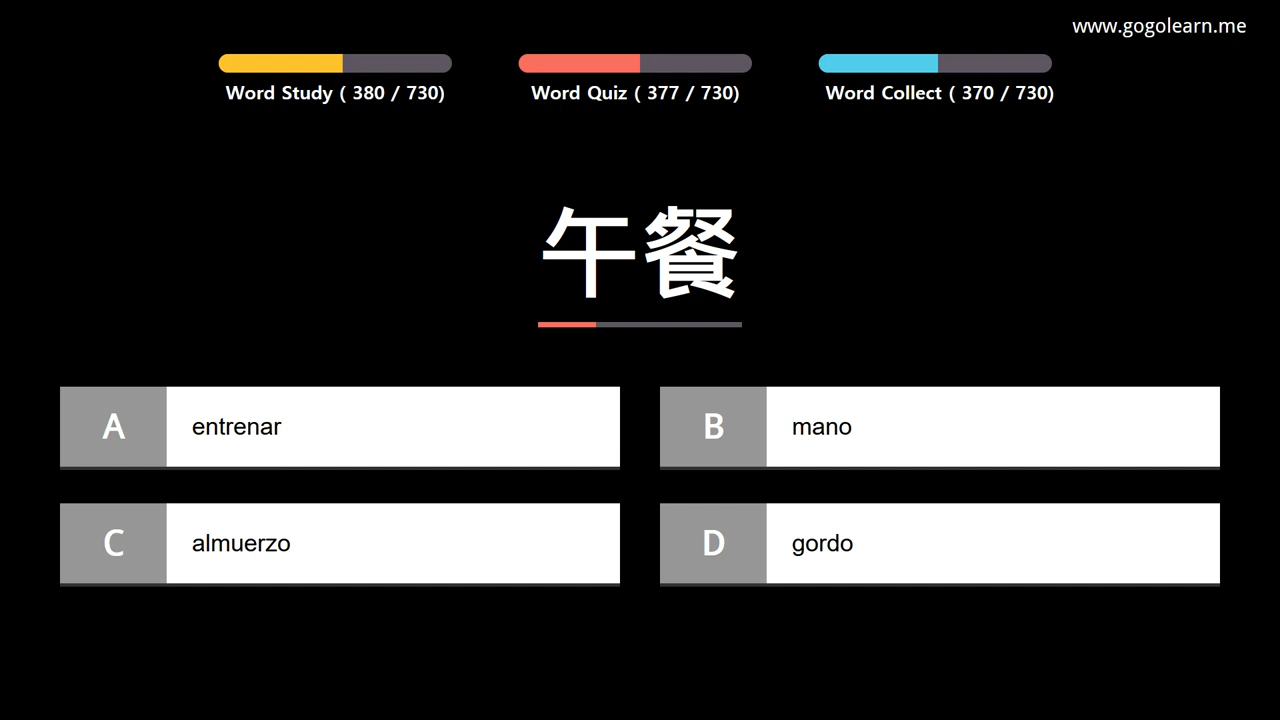 www.gogolearn.me
Word Study ( 380 / 730)
Word Quiz ( 377 / 730)
Word Collect ( 370 / 730)
午餐
A
entrenar
B
mano
C
almuerzo
D
gordo